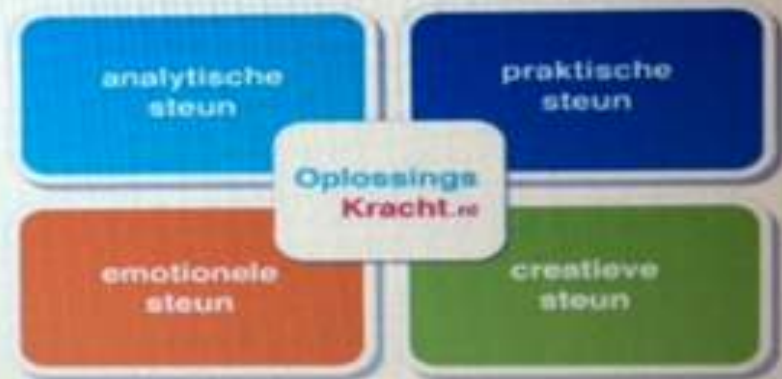 analytische
steun
praktische
steun
Oplossings
Kracht.nl
emotionele
steun
creatieve
steun